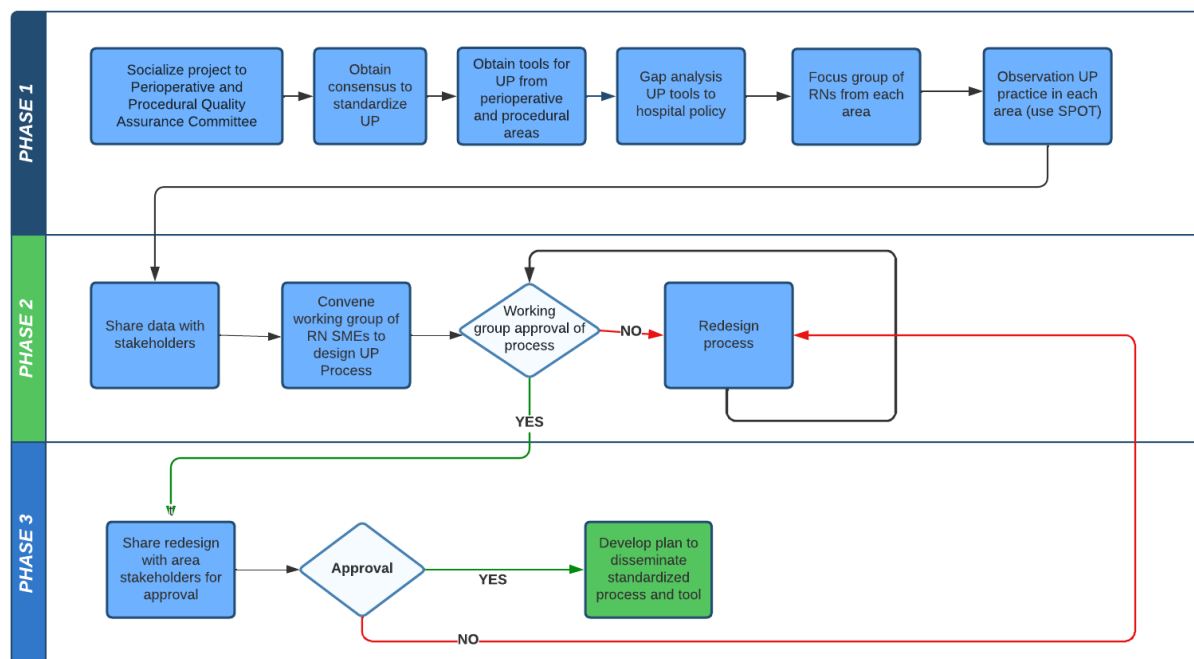 PHASE 1
Socialize project to
Perioperative and
Procedural Quality
Assurance Committee
Obtain
consensus to
standardize
UP
Obtain tools for
UP from
perioperative
and procedural
areas
Gap analysis
UP tools to
hospital policy
Focus group of
RNs from each
area
Observation UP
practice in each
area (use SPOT)
PHASE 2
Share data with
stakeholders
Convene
working group of
RN SMEs to
design UP
Process
Working
group approval of
process
NO
Redesign
process
YES
PHASE 3
Share redesign
with area
stakeholders for
approval
Approval
YES
Develop plan to
disseminate
standardized
process and tool
NO